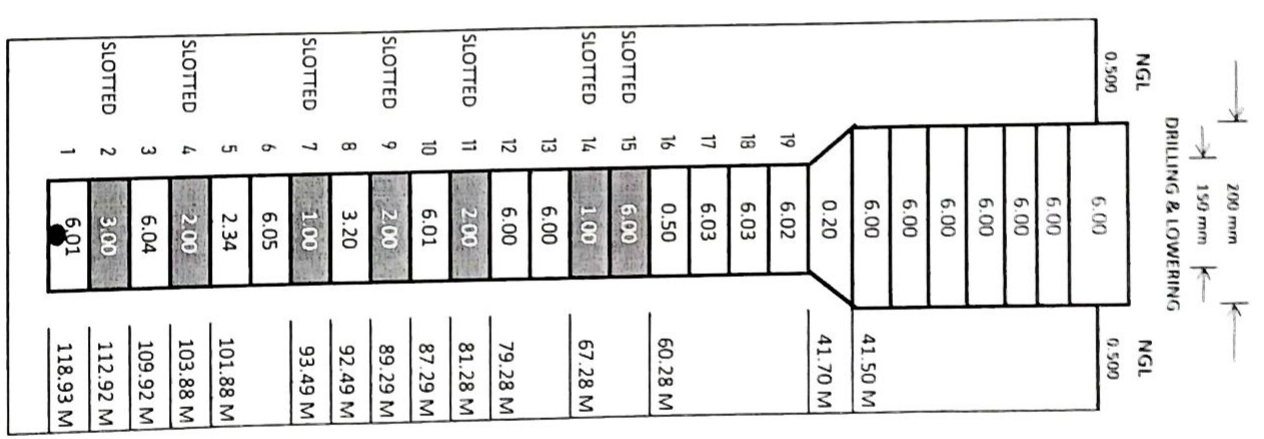 200 mm
150 mm
DRILLING & LOWERING
NGL NGL
0.500 0.500
6.00
6.00
6.00
6.00
6.00
6.00
6.00 41.50 M
0.20 41.70 M
19 6.02
18 6.03
17 6.03
16 0.50 60.28 M
SLOTTED 15 6.00
SLOTTED 14 1.00 67.28 M
13 6.00
12 6.00 79.28 M
SLOTTED 11 2.00 81.28 M
10 6.01 87.29 M
SLOTTED 9 2.00 89.29 M
8 3.20 92.49 M
SLOTTED 7 1.00 93.49 M
6 6.05
5 2.34 101.88 M
SLOTTED 4 2.00 103.88 M
3 6.04 109.92 M
SLOTTED 2 3.00 112.92 M
1 6.01 118.93 M